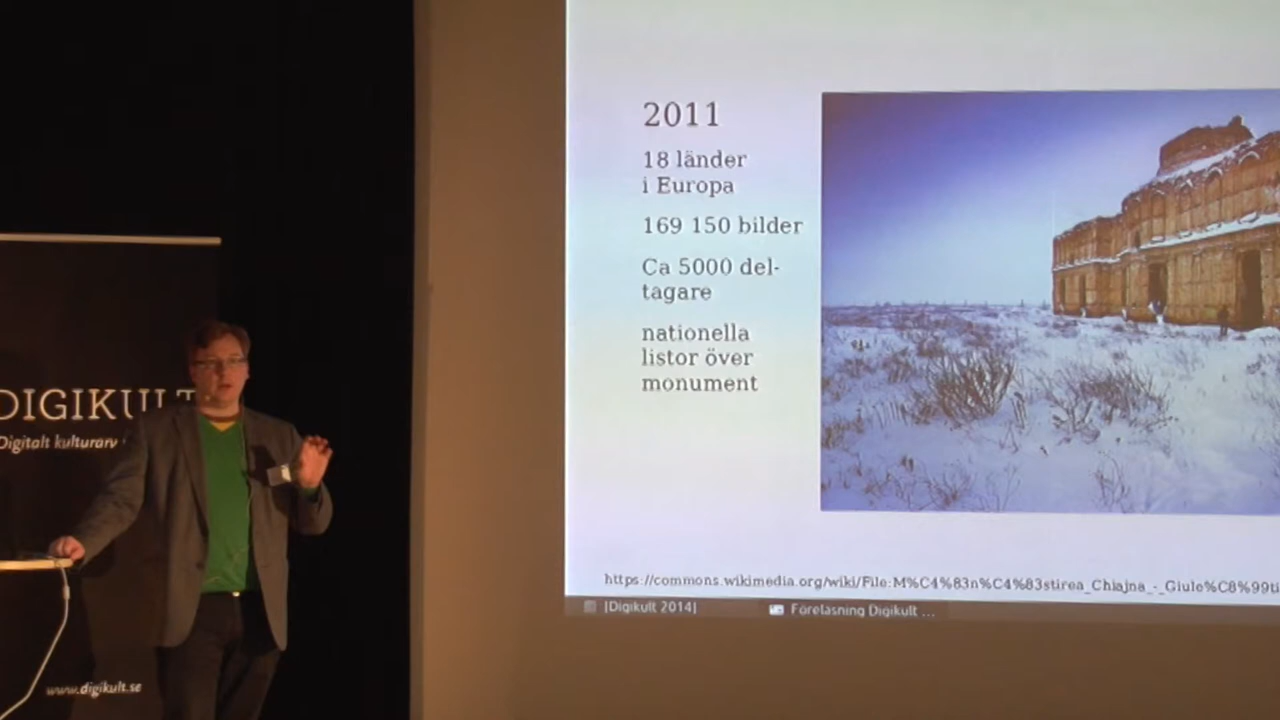 2011
18 länder
i Europa
169 150 bilder
Ca 5000 del-
tagare
nationella
listor över
monument
https://commons.wikimedia.org/wiki/File:M%C4%83n%C4%83stirea_Chiajna_-_Giule%C8%99ti
|Digikult 2014|
Föreläsning Digikult ...
DIGIKULT
Digitalt kulturarv
www.digikult.se